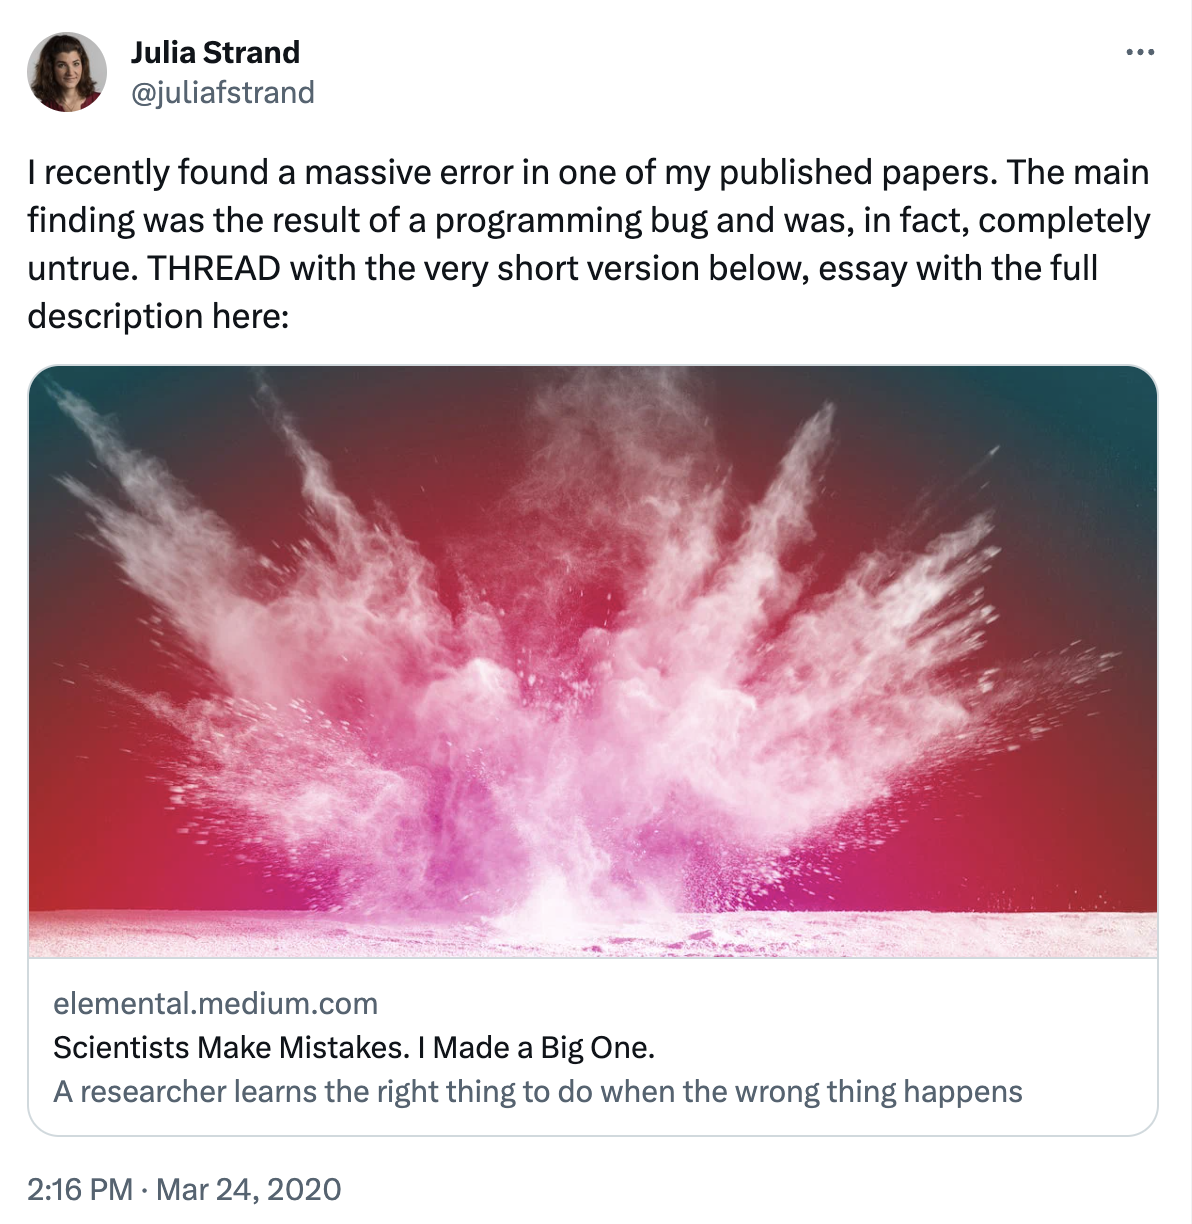 Julia Strand
@juliafstrand
I recently found a massive error in one of my published papers. The main
finding was the result of a programming bug and was, in fact, completely
untrue. THREAD with the very short version below, essay with the full
description here:
elemental.medium.com
Scientists Make Mistakes. I Made a Big One.
A researcher learns the right thing to do when the wrong thing happens
2:16 PM · Mar 24, 2020